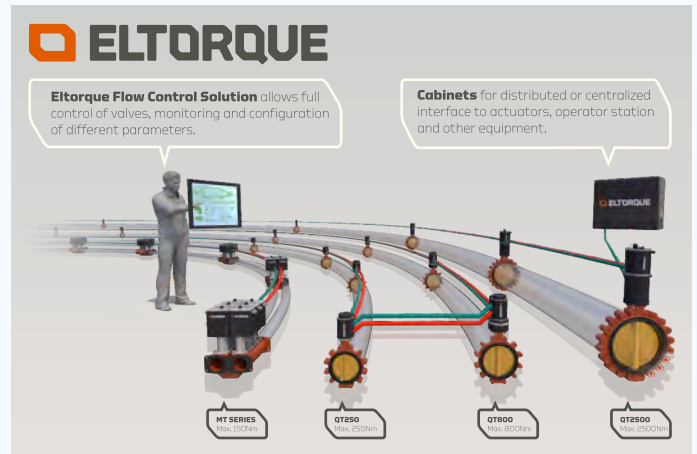 ELTORQUE
Eltorque Flow Control Solution allows full
control of valves, monitoring and configuration
of different parameters.
Cabinets for distributed or centralized
interface to actuators, operator station
and other equipment.
ELTORQUE
MT SERIES
Max. 150Nm
QT250
Max. 250Nm
QT800
Max. 800Nm
QT2500
Max. 2500Nm